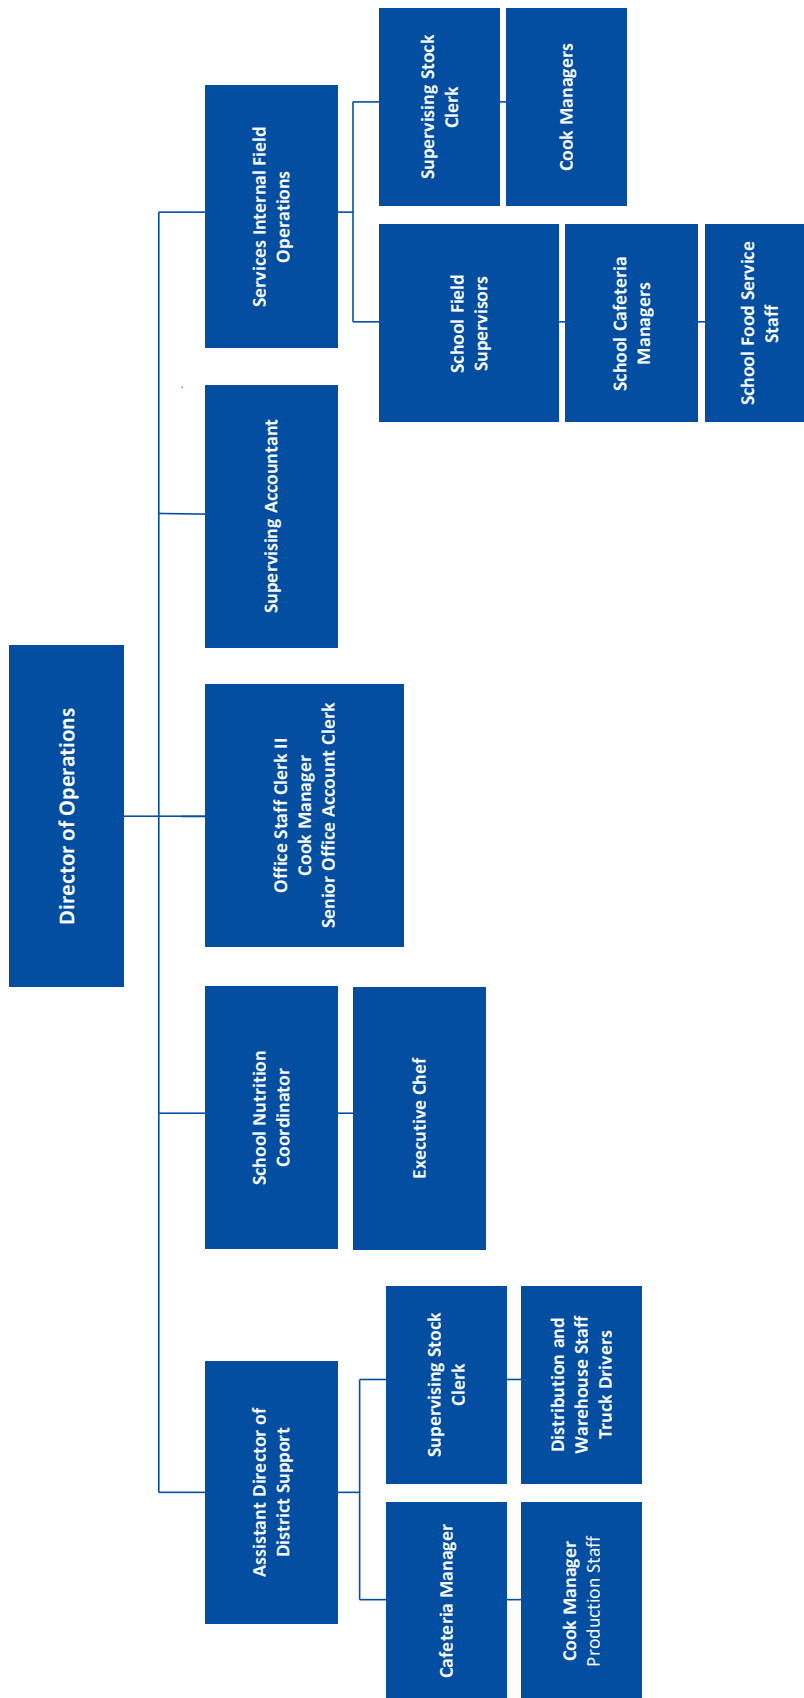 Director of Operations
Assistant Director of
District Support
School Nutrition
Coordinator
Office Staff Clerk II
Cook Manager
Senior Office Account Clerk
Supervising Accountant
Services Internal Field
Operations
Cafeteria Manager
Cook Manager
Production Staff
Supervising Stock
Clerk
Distribution and
Warehouse Staff
Truck Drivers
Executive Chef
School Field
Supervisors
School Cafeteria
Managers
School Food Service
Staff
Supervising Stock
Clerk
Cook Managers